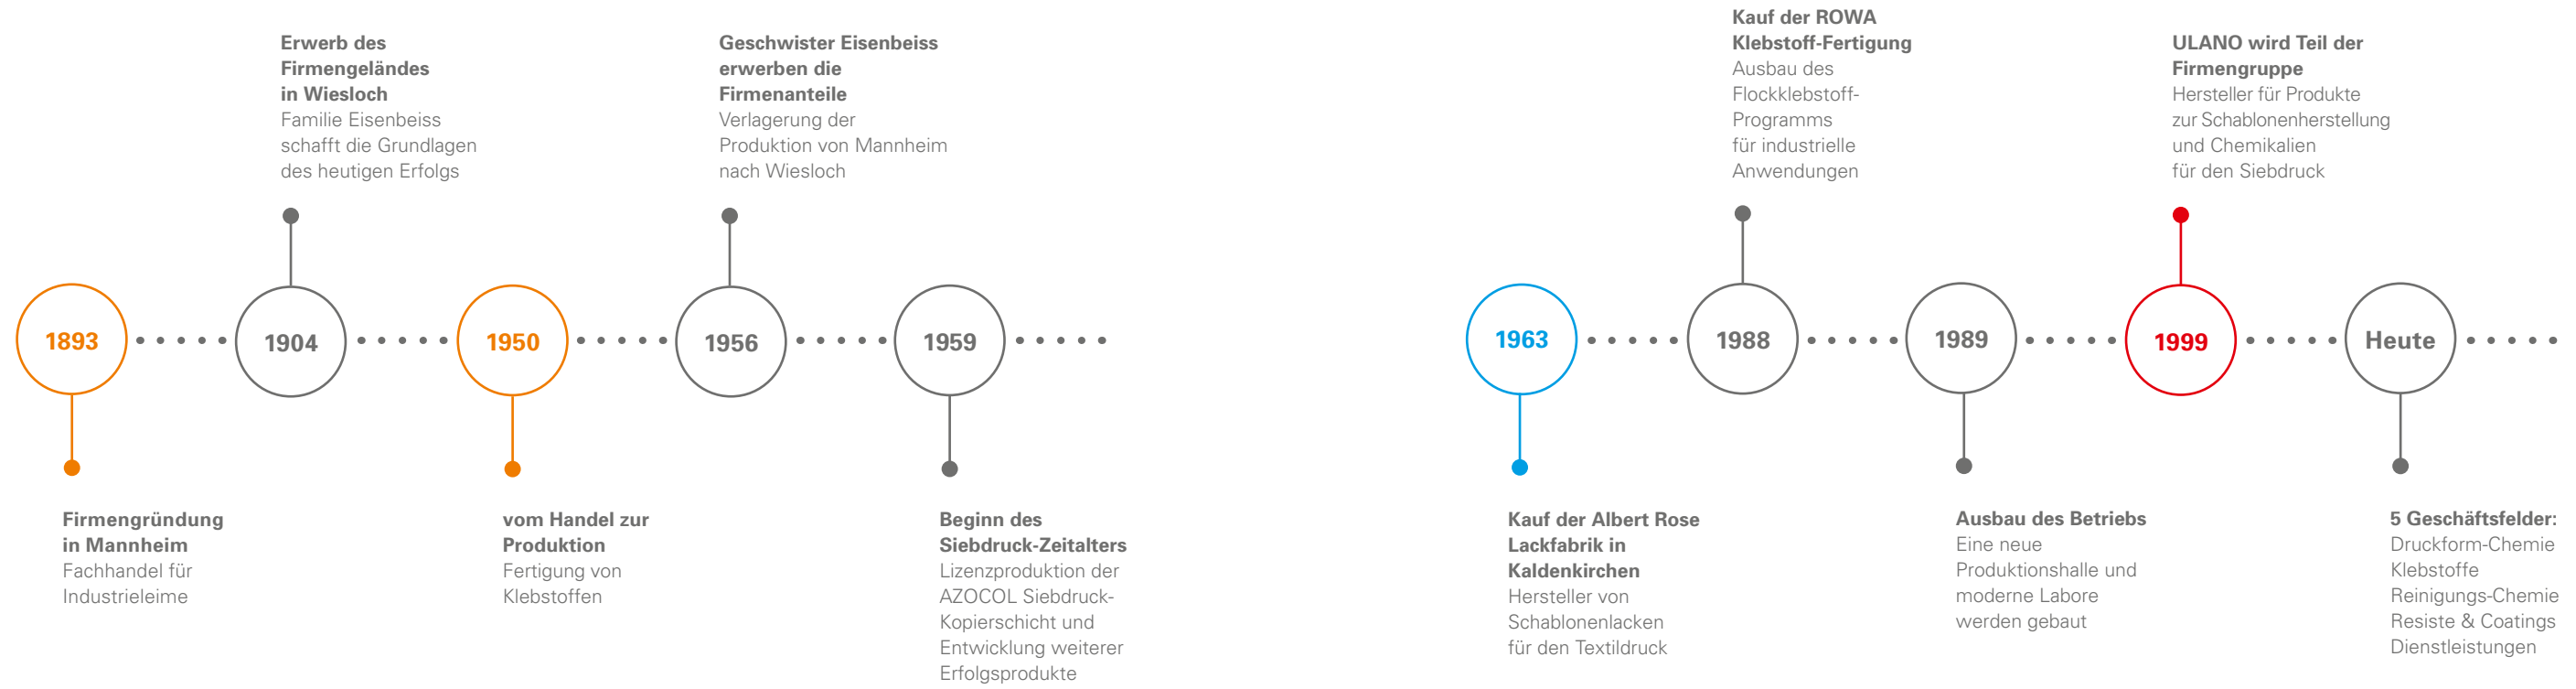 1893
Firmengründung
in Mannheim
Fachhandel für
Industrieleime
Erwerb des
Firmengeländes
in Wiesloch
Familie Eisenbeiss
schafft die Grundlagen
des heutigen Erfolgs
1904
1950
vom Handel zur
Produktion
Fertigung von
Klebstoffen
Geschwister Eisenbeiss
erwerben die
Firmenanteile
Verlagerung der
Produktion von Mannheim
nach Wiesloch
1956
1959
Beginn des
Siebdruck-Zeitalters
Lizenzproduktion der
AZOCOL Siebdruck-
Kopierschicht und
Entwicklung weiterer
Erfolgsprodukte
1963
Kauf der Albert Rose
Lackfabrik in
Kaldenkirchen
Hersteller von
Schablonenlacken
für den Textildruck
Kauf der ROWA
Klebstoff-Fertigung
Ausbau des
Flockklebstoff-
Programms
für industrielle
Anwendungen
1988
1989
Ausbau des Betriebs
Eine neue
Produktionshalle und
moderne Labore
werden gebaut
ULANO wird Teil der
Firmengruppe
Hersteller für Produkte
zur Schablonenherstellung
und Chemikalien
für den Siebdruck
1999
Heute
5 Geschäftsfelder:
Druckform-Chemie
Klebstoffe
Reinigungs-Chemie
Resiste & Coatings
Dienstleistungen